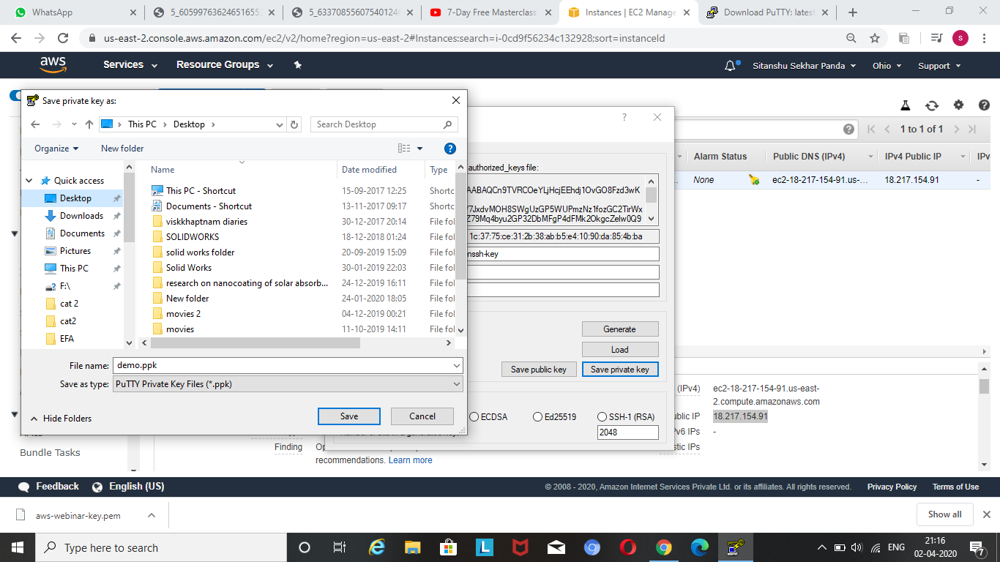 WhatsApp
5_6059976362465165
5_63370855607540124
7-Day Free Masterclass
Instances | EC2 Manage
Download PuTTY: latest
us-east-2.console.aws.amazon.com/ec2/v2/home?region=us-east-2#Instances:search=i-0cd9f56234c132928;sort=instanceId
s
aws
Services
Resource Groups
Sitanshu Sekhar Panda
Ohio
Support
Save private key as:
This PC
Desktop
Search Desktop
Organize
New folder
Name
Date modified
Type
Quick access
Desktop
Downloads
Documents
Pictures
This PC
F:\
cat 2
cat2
EFA
This PC - Shortcut 15-09-2017 12:25 Shortc
Documents - Shortcut 13-11-2017 09:17 Shortc
viskkhaptnam diaries 30-12-2017 20:14 File fol
SOLIDWORKS 18-12-2018 01:24 File fol
solid works folder 20-09-2019 15:09 File fol
Solid Works 30-01-2019 22:03 File fol
research on nanocoating of solar absorb... 24-12-2019 16:11 File fol
New folder 24-01-2020 18:05 File fol
movies 2 04-12-2019 00:21 File fol
movies 11-10-2019 14:11 File fol
File name: demo.ppk
Save as type: PuTTY Private Key Files (*.ppk)
Hide Folders
Save
Cancel
?
authorized_keys file:
AABAQCn9TVRCOeYLjHcjEEhdj1OvGO8Fzd3wK
7JxdvMOH8SWgUzGP5WUPmzNz1fozGC2TirWx
Z79Mq4byu2GP32DbMFgP4dFMk2OkgcZelw0Q9
1c:37:75:ce:31:2b:38:ab:b5:e4:10:90:da:85:4b:ba
nssh-key
Generate
Load
Save public key
Save private key
ECDSA
Ed25519
SSH-1 (RSA)
2048
1 to 1 of 1
Alarm Status
Public DNS (IPv4)
IPv4 Public IP
IPv
None
ec2-18-217-154-91.us-...
18.217.154.91
-
(IPv4) ec2-18-217-154-91.us-east-
2.compute.amazonaws.com
ublic IP 18.217.154.91
v6 IPs -
stic IPs
Bundle Tasks
Finding
recommendations. Learn more
Feedback
English (US)
© 2008 - 2020, Amazon Internet Services Private Ltd. or its affiliates. All rights reserved.
Privacy Policy
Terms of Use
aws-webinar-key.pem
Show all
Type here to search
L
ENG
21:16
02-04-2020
7